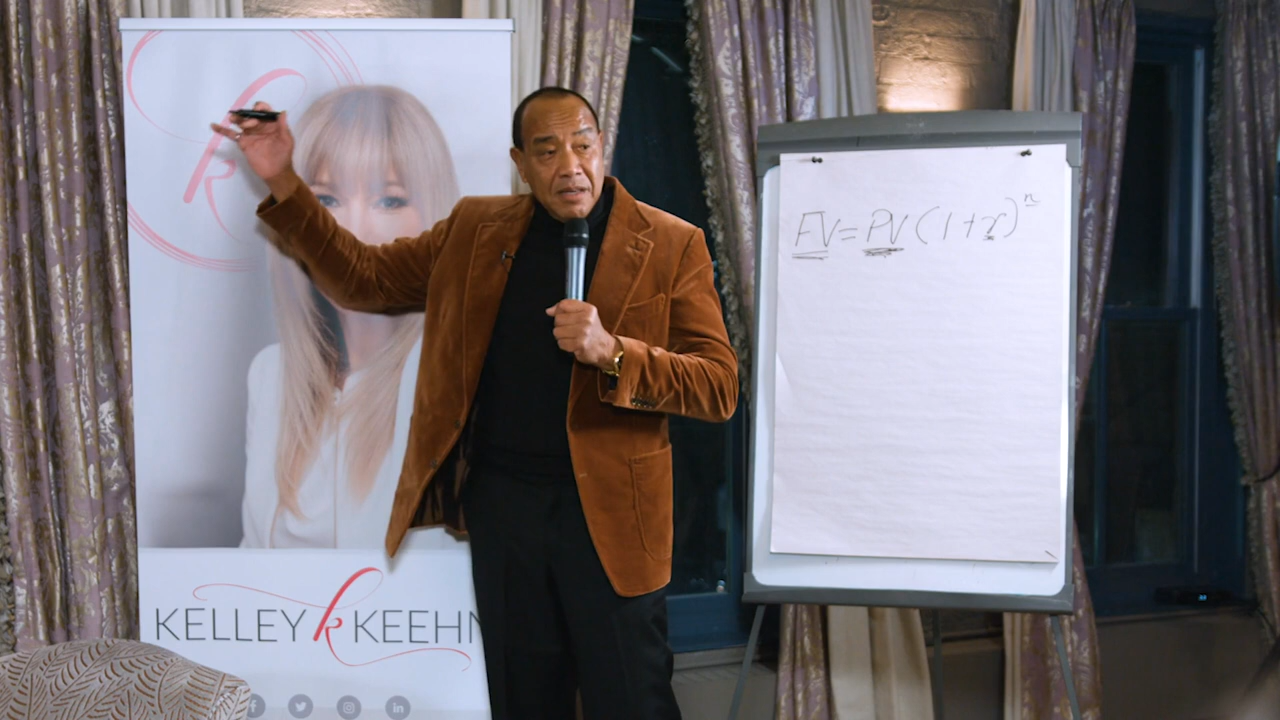 KELLEY k KEEHN
FV = PV (1 + r)ⁿ